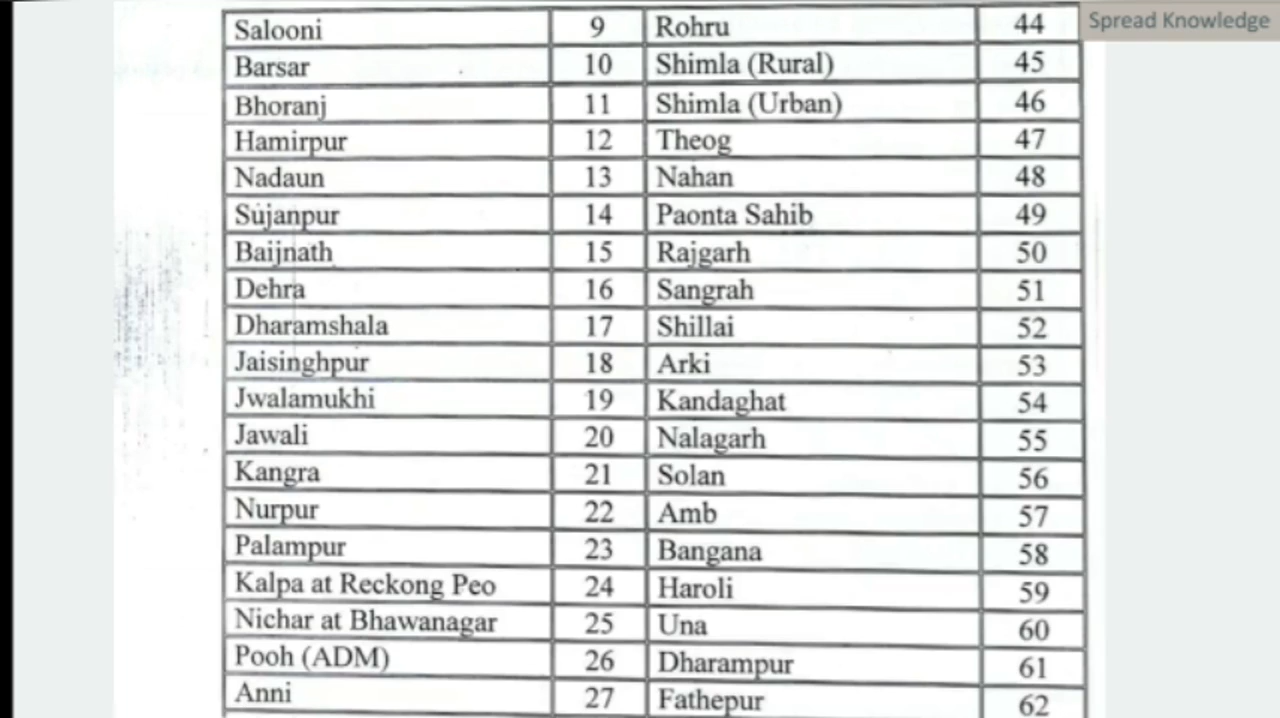 Spread Knowledge
Salooni 9 Rohru 44
Barsar 10 Shimla (Rural) 45
Bhoranj 11 Shimla (Urban) 46
Hamirpur 12 Theog 47
Nadaun 13 Nahan 48
Sujanpur 14 Paonta Sahib 49
Baijnath 15 Rajgarh 50
Dehra 16 Sangrah 51
Dharamshala 17 Shillai 52
Jaisinghpur 18 Arki 53
Jwalamukhi 19 Kandaghat 54
Jawali 20 Nalagarh 55
Kangra 21 Solan 56
Nurpur 22 Amb 57
Palampur 23 Bangana 58
Kalpa at Reckong Peo 24 Haroli 59
Nichar at Bhawanagar 25 Una 60
Pooh (ADM) 26 Dharampur 61
Anni 27 Fathepur 62